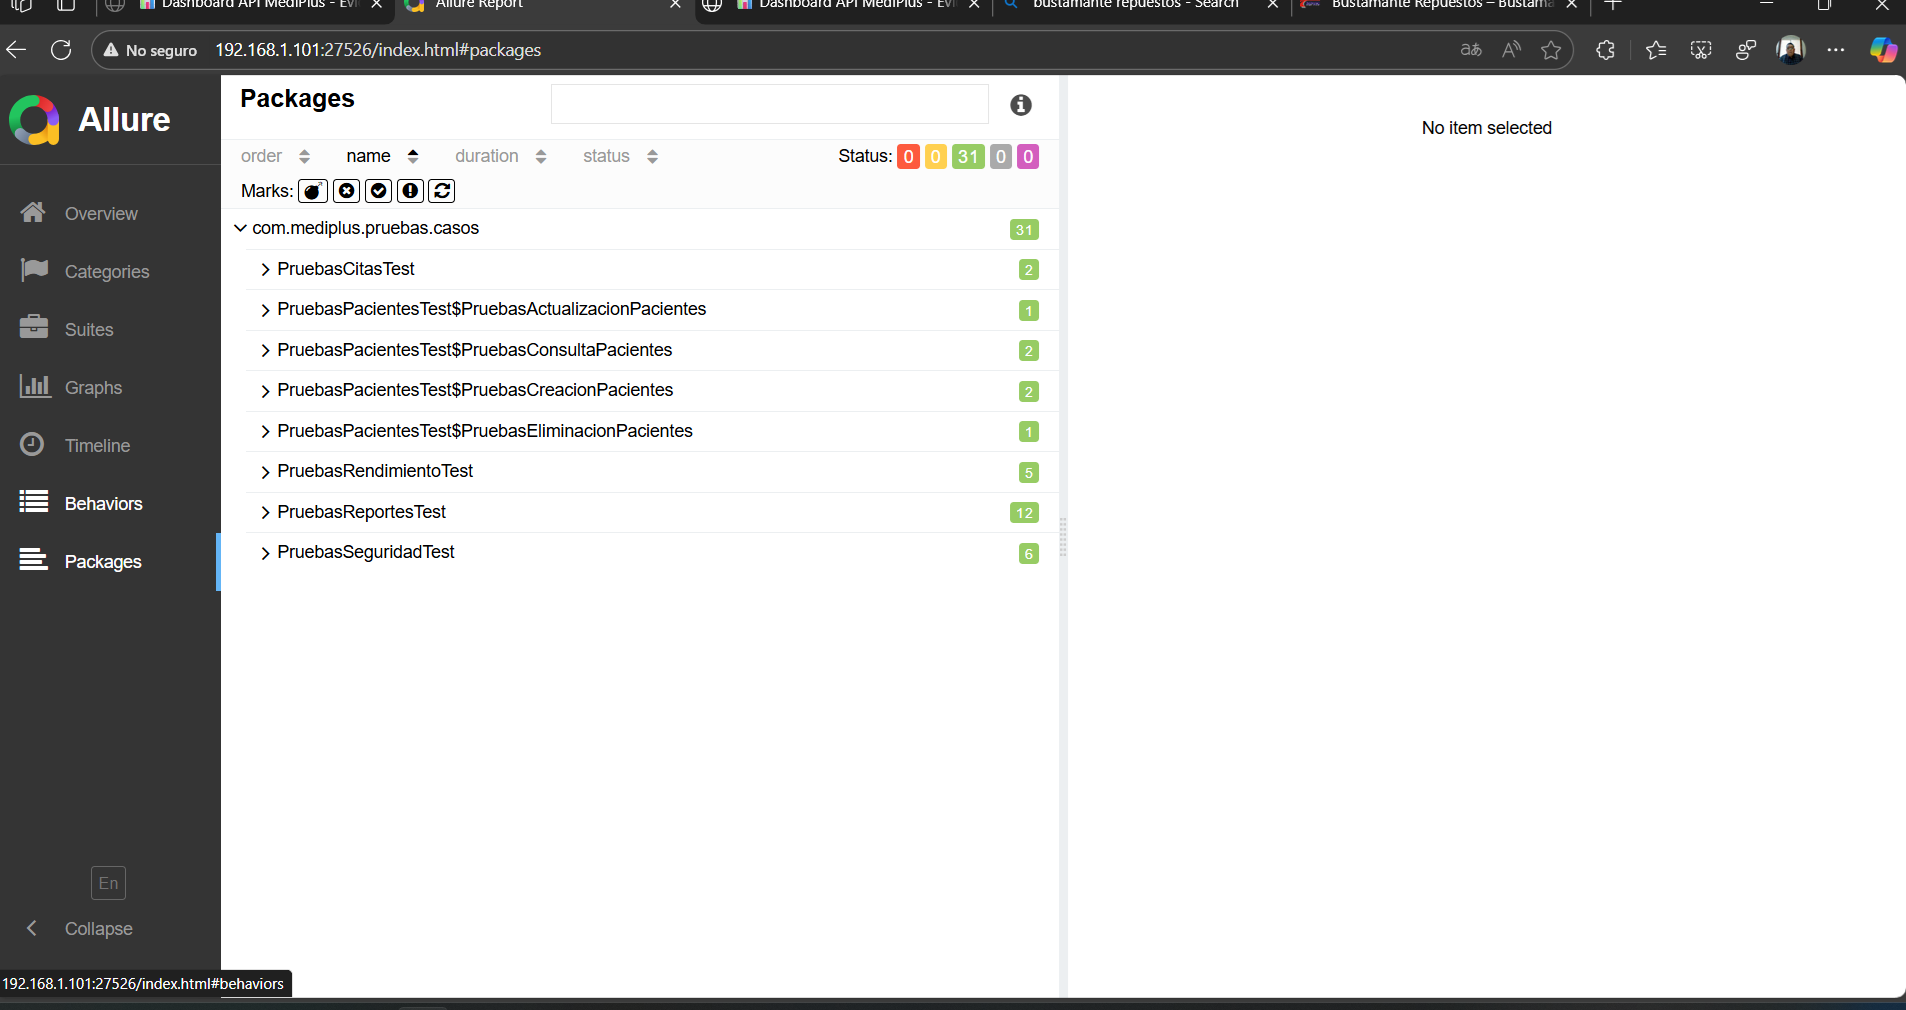 Dashboard API MediPlus - Evi
Allure Report
Dashboard API MediPlus - Evi
bustamante repuestos - Search
Bustamante Repuestos – Bustama
No seguro
192.168.1.101:27526/index.html#packages
Allure
Overview
Categories
Suites
Graphs
Timeline
Behaviors
Packages
En
Collapse
192.168.1.101:27526/index.html#behaviors
Packages
order
name
duration
status
Status: 0 0 31 0 0
Marks:
com.mediplus.pruebas.casos 31
PruebasCitasTest 2
PruebasPacientesTest$PruebasActualizacionPacientes 1
PruebasPacientesTest$PruebasConsultaPacientes 2
PruebasPacientesTest$PruebasCreacionPacientes 2
PruebasPacientesTest$PruebasEliminacionPacientes 1
PruebasRendimientoTest 5
PruebasReportesTest 12
PruebasSeguridadTest 6
No item selected